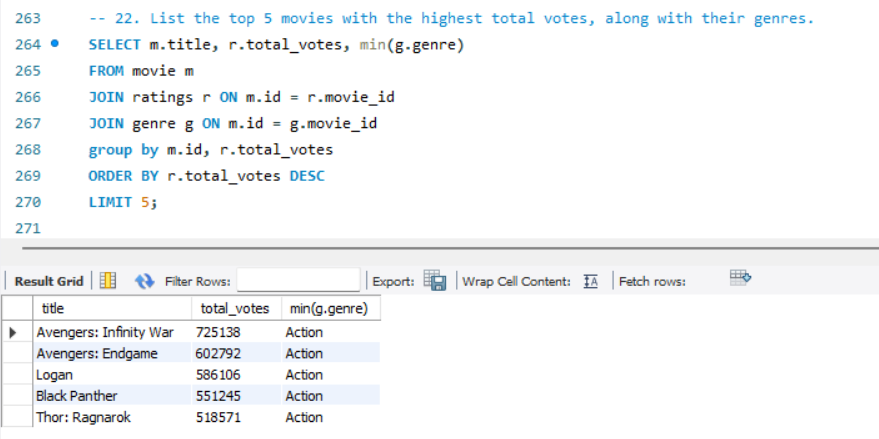 263 -- 22. List the top 5 movies with the highest total votes, along with their genres.
264 SELECT m.title, r.total_votes, min(g.genre)
265 FROM movie m
266 JOIN ratings r ON m.id = r.movie_id
267 JOIN genre g ON m.id = g.movie_id
268 group by m.id, r.total_votes
269 ORDER BY r.total_votes DESC
270 LIMIT 5;
271
Result Grid Filter Rows: Export: Wrap Cell Content: IA Fetch rows:
title total_votes min(g.genre)
Avengers: Infinity War 725138 Action
Avengers: Endgame 602792 Action
Logan 586106 Action
Black Panther 551245 Action
Thor: Ragnarok 518571 Action